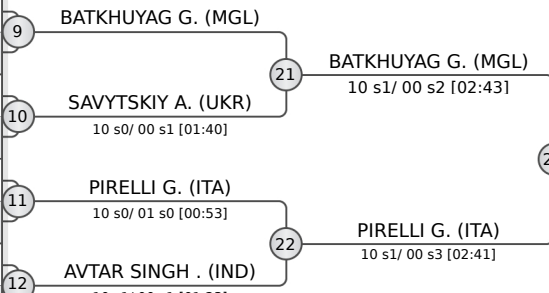 9
BATKHUYAG G. (MGL)
21
BATKHUYAG G. (MGL)
10 s1/ 00 s2 [02:43]
10
SAVYTSKIY A. (UKR)
10 s0/ 00 s1 [01:40]
11
PIRELLI G. (ITA)
10 s0/ 01 s0 [00:53]
22
PIRELLI G. (ITA)
10 s1/ 00 s3 [02:41]
12
AVTAR SINGH . (IND)